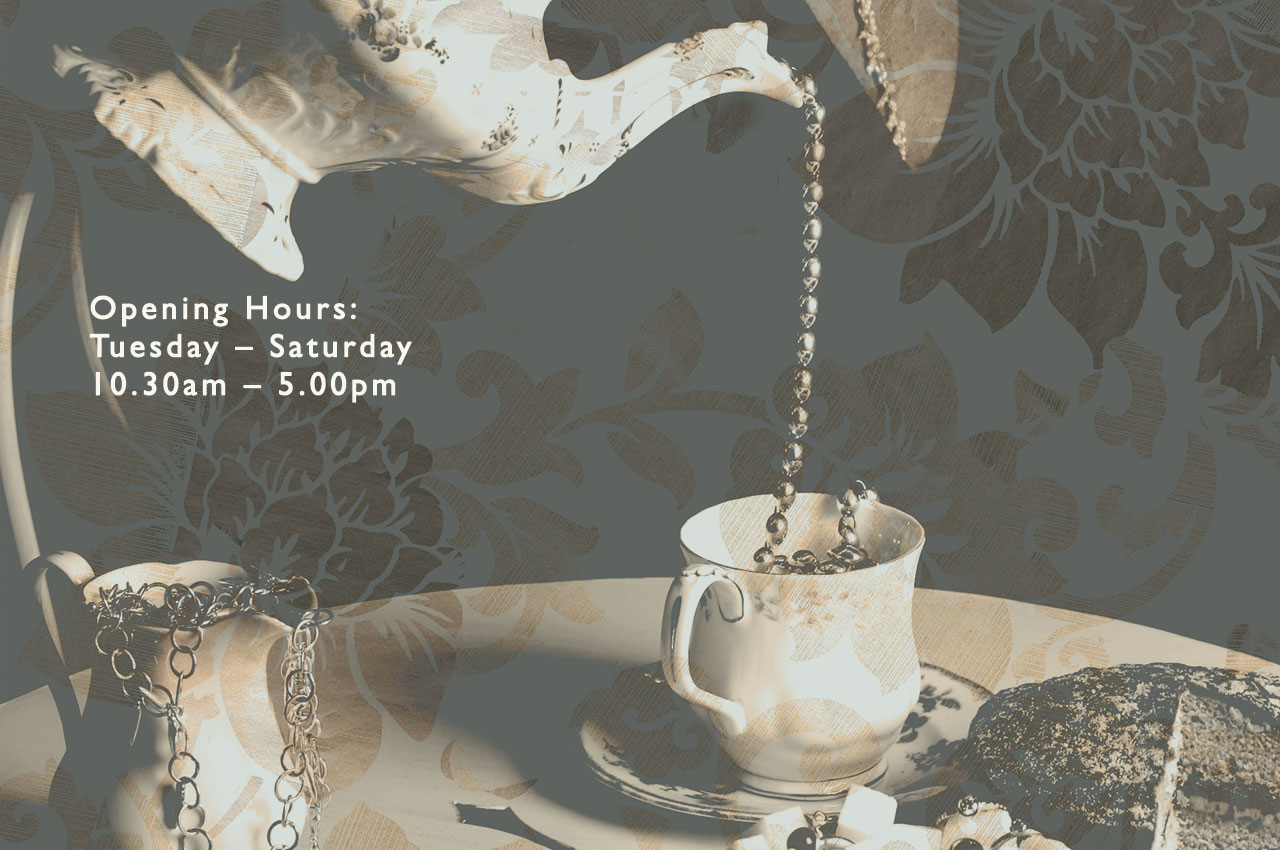 Opening Hours:
Tuesday – Saturday
10.30am – 5.00pm